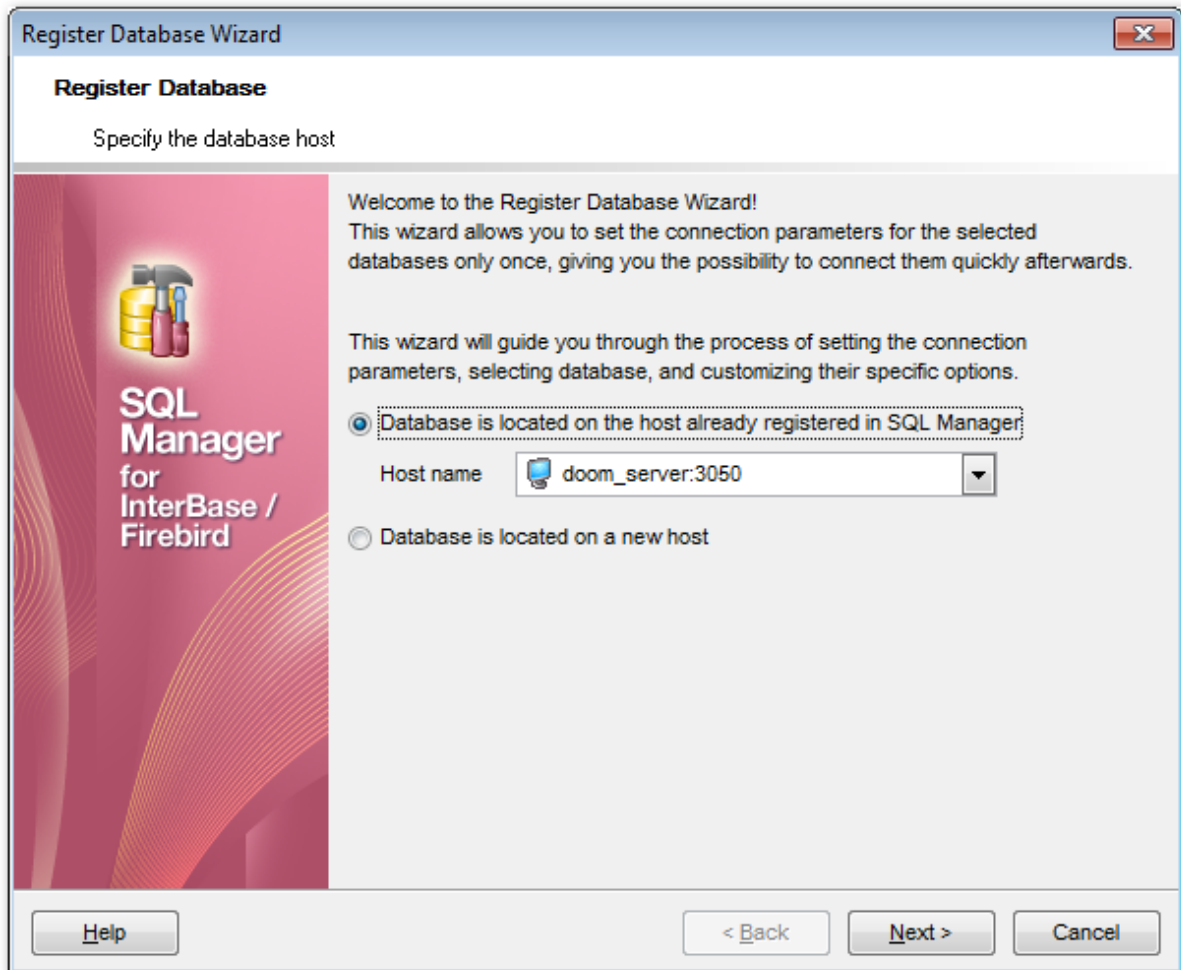 Register Database Wizard
Register Database
Specify the database host
Welcome to the Register Database Wizard!
This wizard allows you to set the connection parameters for the selected
databases only once, giving you the possibility to connect them quickly afterwards.
This wizard will guide you through the process of setting the connection
parameters, selecting database, and customizing their specific options.
SQL
Manager
for
InterBase /
Firebird
Database is located on the host already registered in SQL Manager
Host name doom_server:3050
Database is located on a new host
Help < Back Next > Cancel